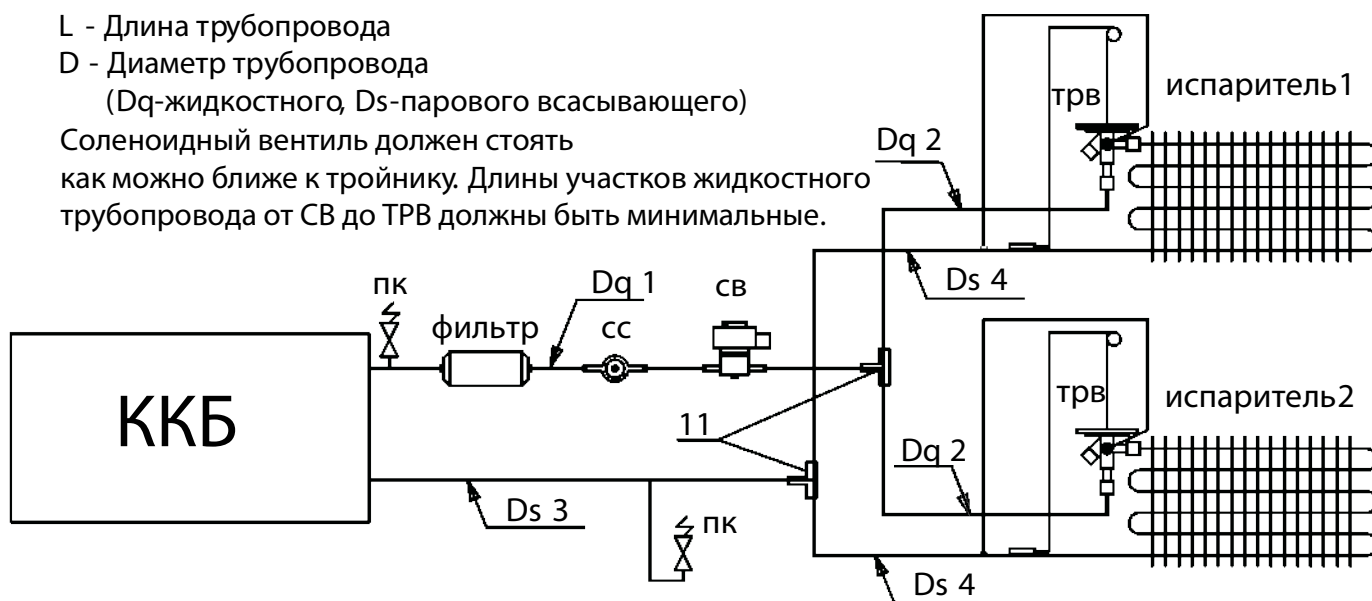 L - Длина трубопровода
D - Диаметр трубопровода
(Dq-жидкостного, Ds-парового всасывающего)
Соленоидный вентиль должен стоять
как можно ближе к тройнику. Длины участков жидкостного
трубопровода от СВ до ТРВ должны быть минимальные.
трв
испаритель1
Dq 2
Ds 4
пк
фильтр
Dq 1
сс
св
ККБ
11
трв
испаритель2
Dq 2
Ds 3
пк
Ds 4